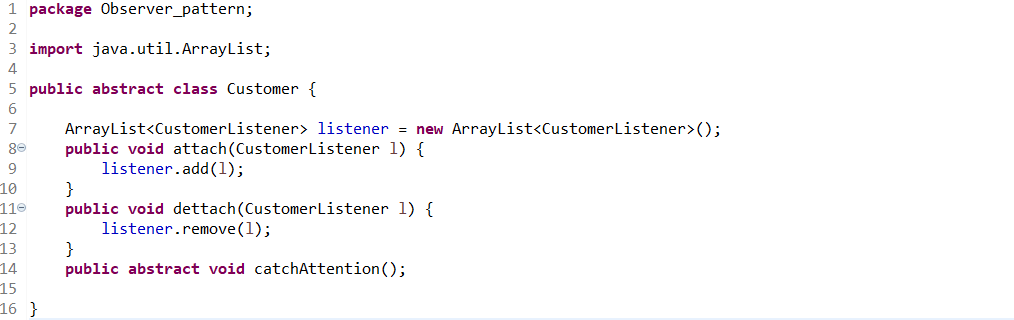 1 package Observer_pattern;
2
3 import java.util.ArrayList;
4
5 public abstract class Customer {
6
7     ArrayList<CustomerListener> listener = new ArrayList<CustomerListener>();
8     public void attach(CustomerListener l) {
9         listener.add(l);
10     }
11     public void dettach(CustomerListener l) {
12         listener.remove(l);
13     }
14     public abstract void catchAttention();
15
16 }